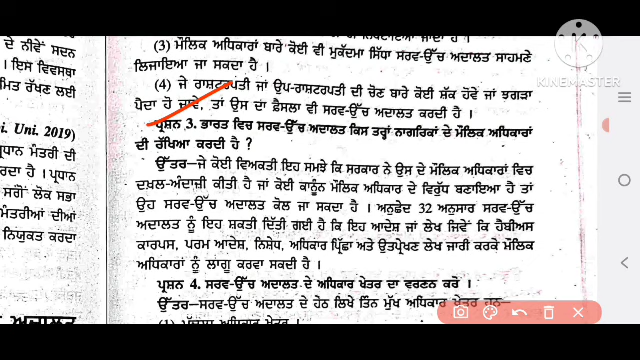 ਦੇ ਨੀਵੇਂ ਸਦਨ
ਇਸ ਵਿਵਸਥਾ
ਮਿਤ ਰੱਖਣ ਲਈ
Uni. 2019)
ਪ੍ਰਧਾਨ ਮੰਤਰੀ ਦੀ
ਕਰਦਾ ਹੈ। ਪ੍ਰਧਾਨ
ਸਗੋਂ ਲੋਕ ਸਭਾ
ਮੰਤਰੀਆਂ ਦੀਆਂ
ਨਿਯੁਕਤ ਕਰਦਾ
(3) ਮੌਲਿਕ ਅਧਿਕਾਰਾਂ ਬਾਰੇ ਕੋਈ ਵੀ ਮੁਕੱਦਮਾ ਸਿੱਧਾ ਸਰਵ-ਉੱਚ ਅਦਾਲਤ ਸਾਹਮਣੇ
ਲਿਜਾਇਆ ਜਾ ਸਕਦਾ ਹੈ।
(4) ਜੇ ਰਾਸ਼ਟਰਪਤੀ ਜਾਂ ਉਪ-ਰਾਸ਼ਟਰਪਤੀ ਦੀ ਚੋਣ ਬਾਰੇ ਕੋਈ ਸ਼ੱਕ ਹੋਵੇ ਜਾਂ ਝਗੜਾ
ਪੈਦਾ ਹੋ ਜਾਵੇ, ਤਾਂ ਉਸ ਦਾ ਫ਼ੈਸਲਾ ਵੀ ਸਰਵ-ਉੱਚ ਅਦਾਲਤ ਕਰਦੀ ਹੈ।
ਪ੍ਰਸ਼ਨ 3. ਭਾਰਤ ਵਿਚ ਸਰਵ-ਉੱਚ ਅਦਾਲਤ ਕਿਸ ਤਰ੍ਹਾਂ ਨਾਗਰਿਕਾਂ ਦੇ ਮੌਲਿਕ ਅਧਿਕਾਰਾਂ
ਦੀ ਰੱਖਿਆ ਕਰਦੀ ਹੈ ?
ਉੱਤਰ-ਜੇ ਕੋਈ ਵਿਅਕਤੀ ਇਹ ਸਮਝੇ ਕਿ ਸਰਕਾਰ ਨੇ ਉਸ ਦੇ ਮੌਲਿਕ ਅਧਿਕਾਰਾਂ ਵਿਚ
ਦਖ਼ਲ-ਅੰਦਾਜ਼ੀ ਕੀਤੀ ਹੈ ਜਾਂ ਕੋਈ ਕਾਨੂੰਨ ਮੌਲਿਕ ਅਧਿਕਾਰ ਦੇ ਵਿਰੁੱਧ ਬਣਾਇਆ ਹੈ ਤਾਂ
ਉਹ ਸਰਵ-ਉੱਚ ਅਦਾਲਤ ਕੋਲ ਜਾ ਸਕਦਾ ਹੈ। ਅਨੁਛੇਦ 32 ਅਨੁਸਾਰ ਸਰਵ-ਉੱਚ
ਅਦਾਲਤ ਨੂੰ ਇਹ ਸ਼ਕਤੀ ਦਿੱਤੀ ਗਈ ਹੈ ਕਿ ਇਹ ਆਦੇਸ਼ ਜਾਂ ਲੇਖ ਜਿਵੇਂ ਕਿ ਹੈਬੀਅਸ
ਕਾਰਪਸ, ਪਰਮ ਆਦੇਸ਼, ਨਿਸ਼ੇਧ, ਅਧਿਕਾਰ ਪ੍ਰਿੱਛਾ ਅਤੇ ਉਤਪ੍ਰੇਖਣ ਲੇਖ ਜਾਰੀ ਕਰਕੇ ਮੌਲਿਕ
ਅਧਿਕਾਰਾਂ ਨੂੰ ਲਾਗੂ ਕਰਵਾ ਸਕਦੀ ਹੈ।
ਪ੍ਰਸ਼ਨ 4. ਸਰਵ-ਉੱਚ ਅਦਾਲਤ ਦੇ ਅਧਿਕਾਰ ਖੇਤਰ ਦਾ ਵਰਣਨ ਕਰੋ।
ਉੱਤਰ-ਸਰਵ-ਉੱਚ ਅਦਾਲਤ ਦੇ ਹੇਠ ਲਿਖੇ ਤਿੰਨ ਮੁੱਖ ਅਧਿਕਾਰ ਖੇਤਰ ਹਨ-
KINEMASTER